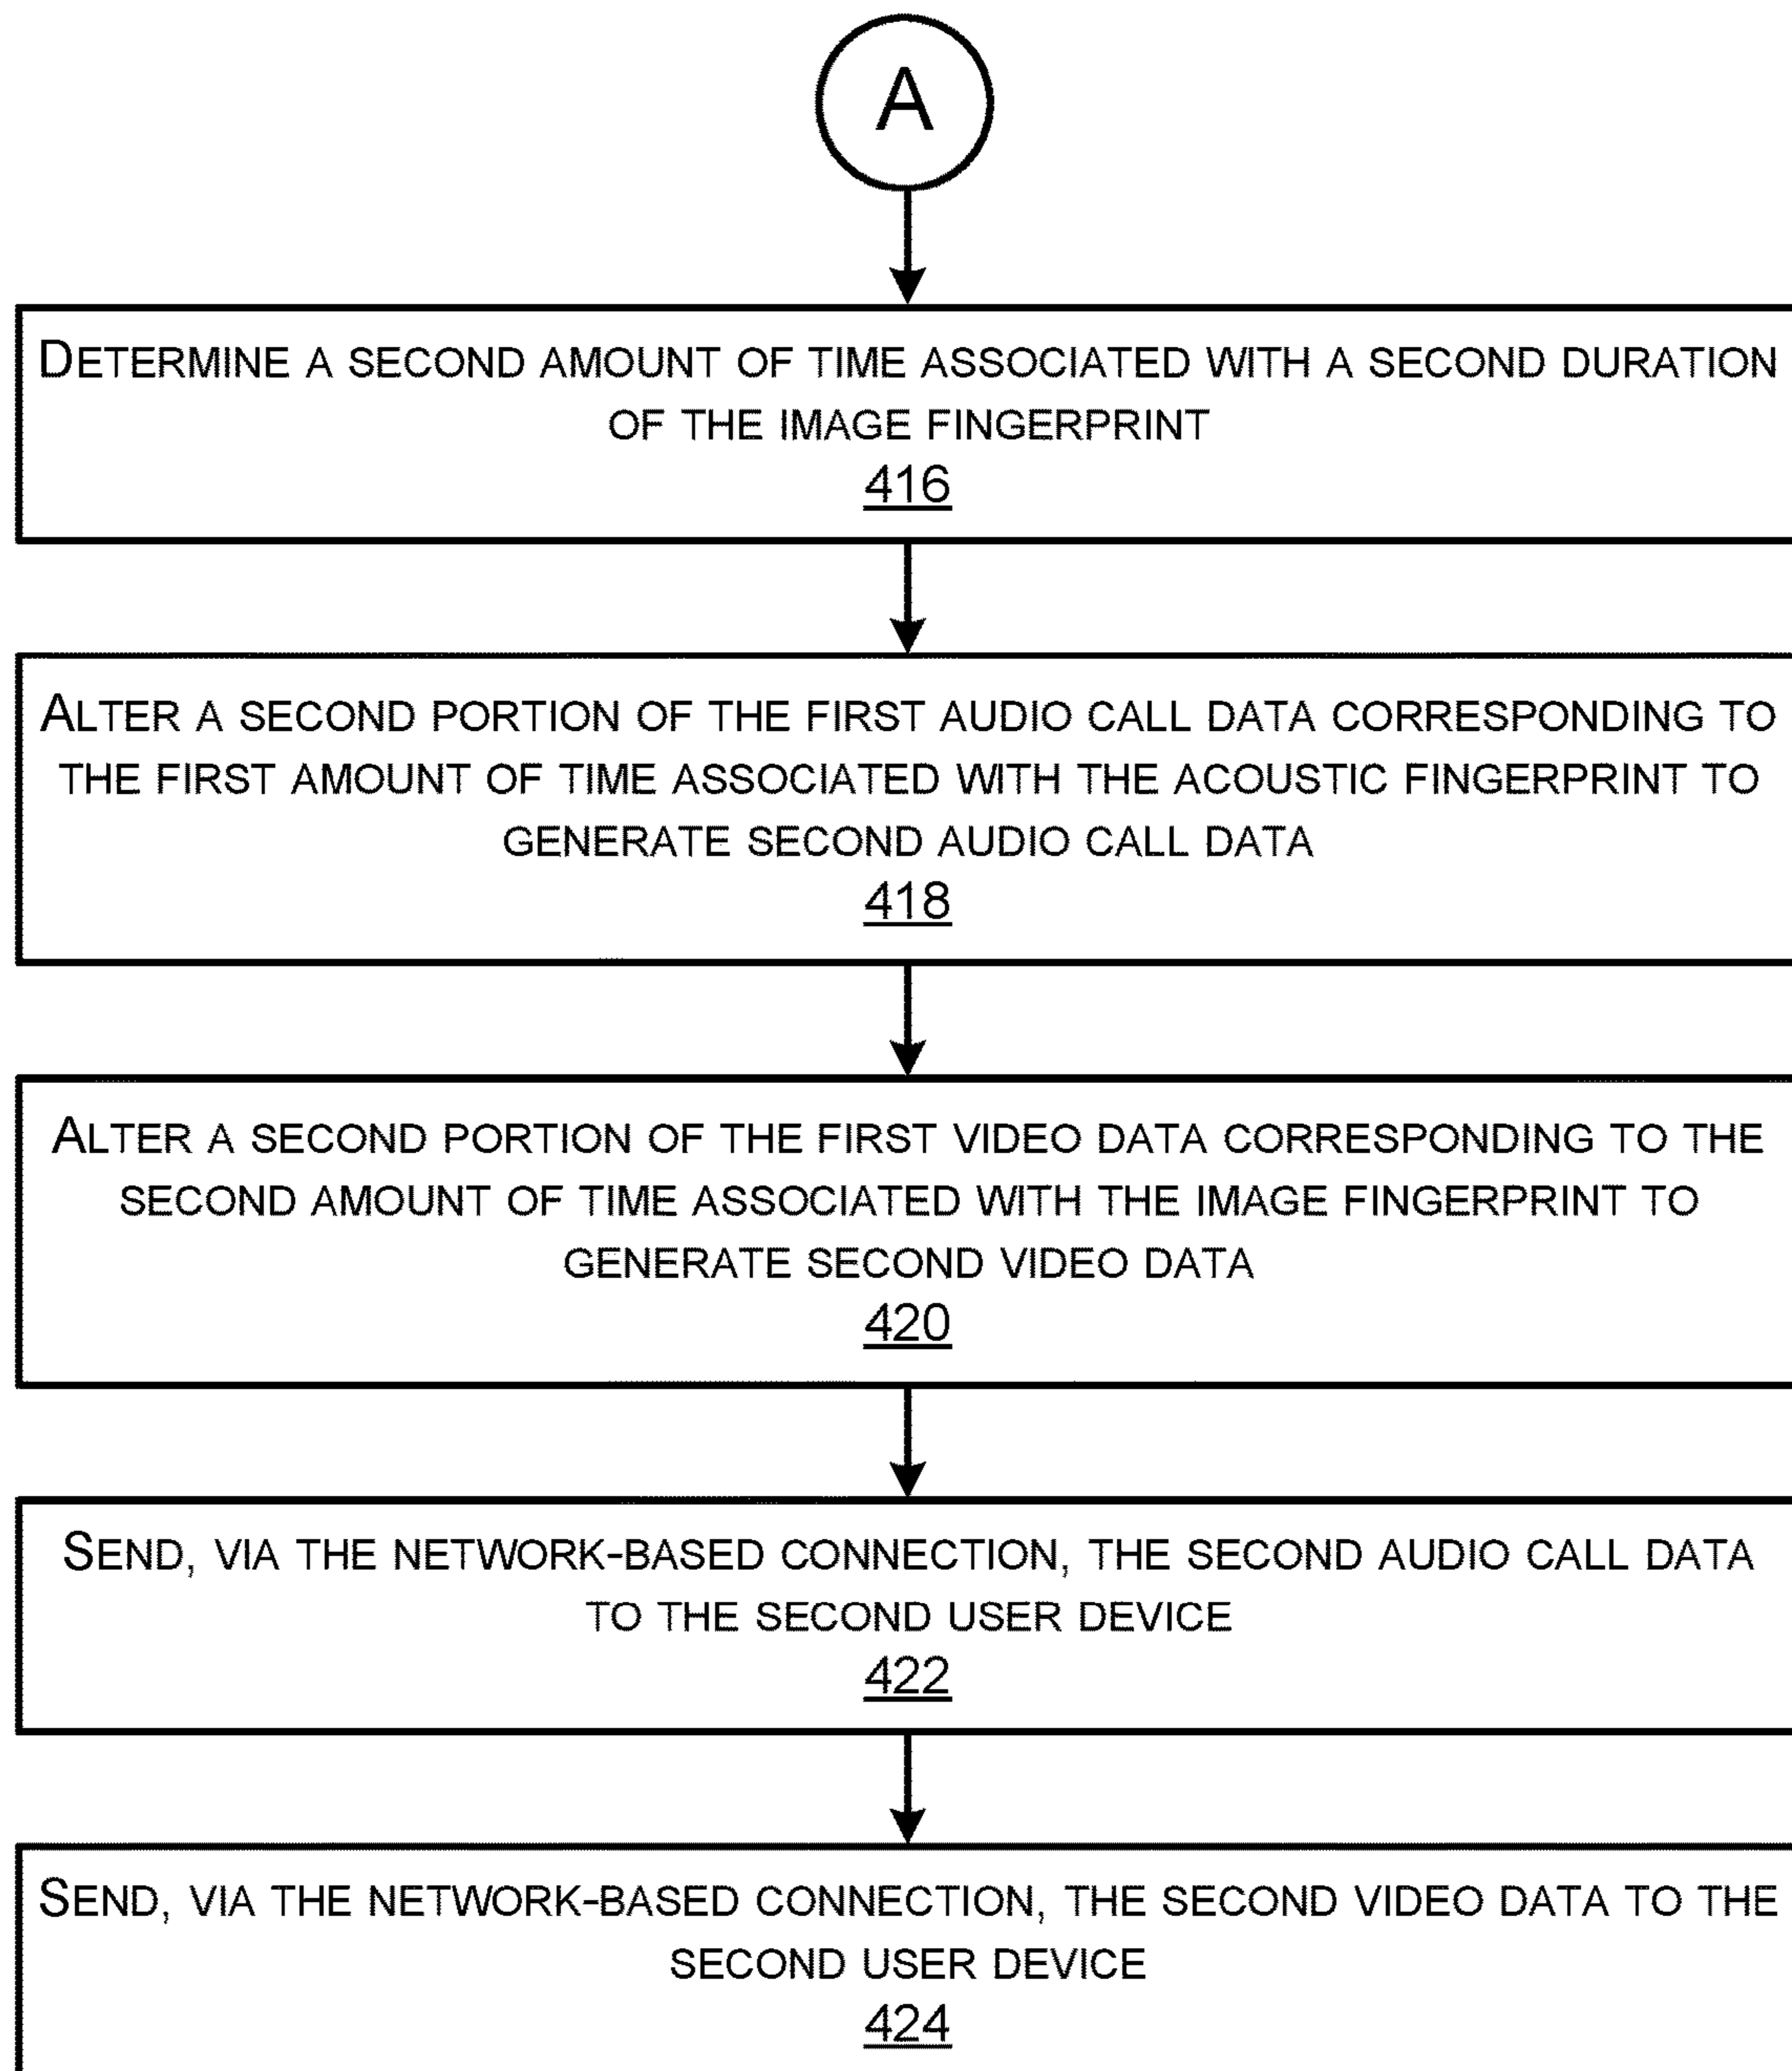 A
DETERMINE A SECOND AMOUNT OF TIME ASSOCIATED WITH A SECOND DURATION
OF THE IMAGE FINGERPRINT
416
ALTER A SECOND PORTION OF THE FIRST AUDIO CALL DATA CORRESPONDING TO
THE FIRST AMOUNT OF TIME ASSOCIATED WITH THE ACOUSTIC FINGERPRINT TO
GENERATE SECOND AUDIO CALL DATA
418
ALTER A SECOND PORTION OF THE FIRST VIDEO DATA CORRESPONDING TO THE
SECOND AMOUNT OF TIME ASSOCIATED WITH THE IMAGE FINGERPRINT TO
GENERATE SECOND VIDEO DATA
420
SEND, VIA THE NETWORK-BASED CONNECTION, THE SECOND AUDIO CALL DATA
TO THE SECOND USER DEVICE
422
SEND, VIA THE NETWORK-BASED CONNECTION, THE SECOND VIDEO DATA TO THE
SECOND USER DEVICE
424